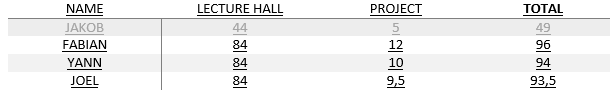 NAME LECTURE HALL PROJECT TOTAL
JAKOB 44 5 49
FABIAN 84 12 96
YANN 84 10 94
JOEL 84 9,5 93,5